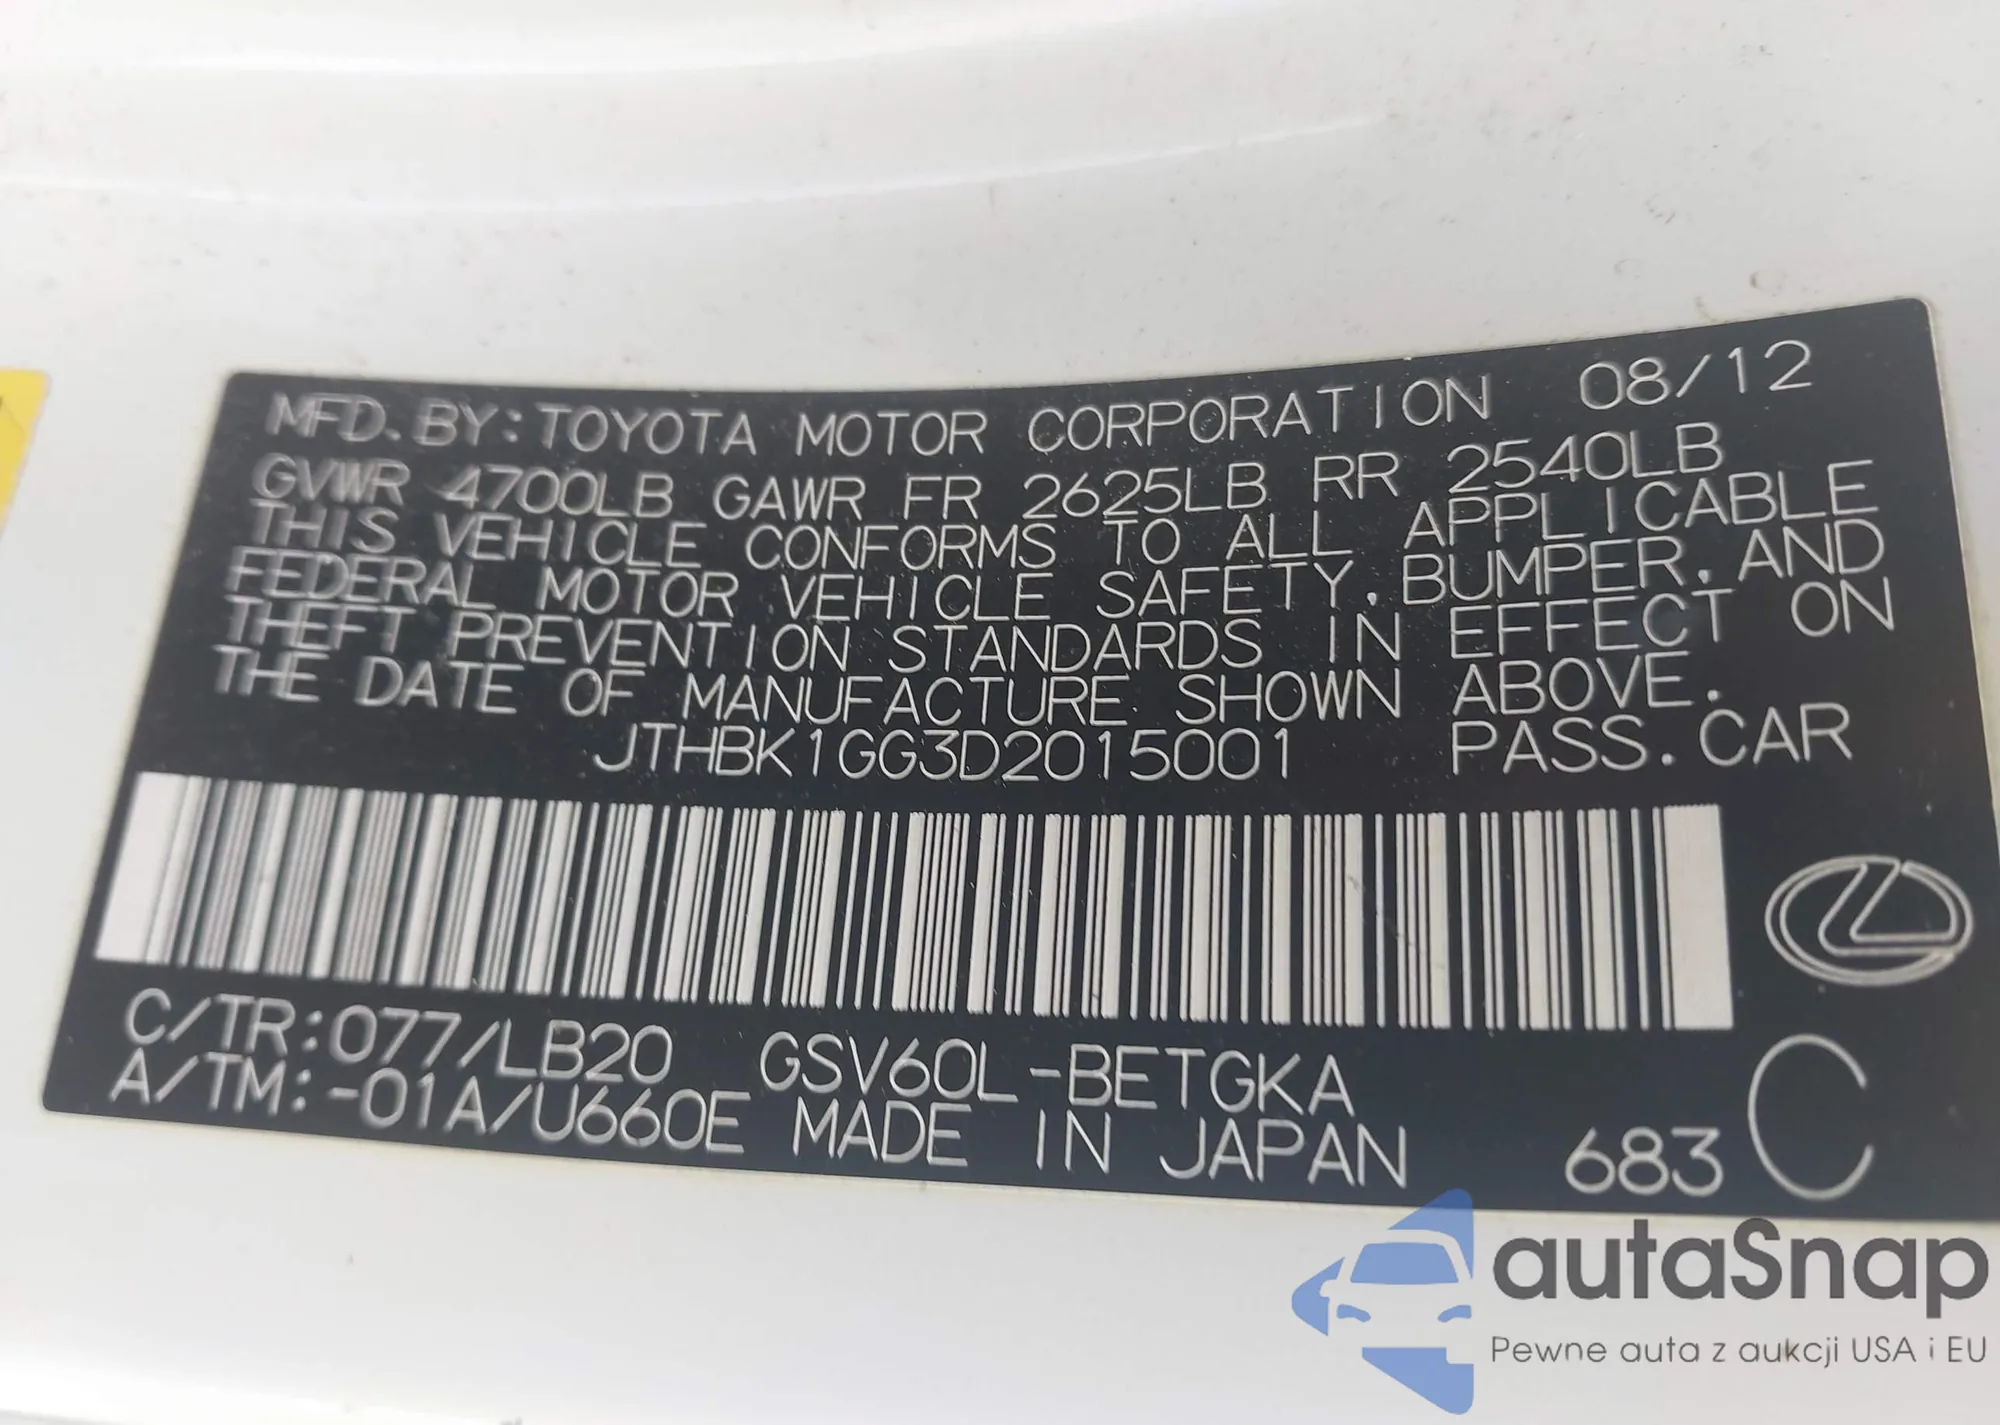 MFD. BY: TOYOTA MOTOR CORPORATION 08/12
GVWR 4700LB GAWR FR 2625LB RR 2540LB
THIS VEHICLE CONFORMS TO ALL APPLICABLE
FEDERAL MOTOR VEHICLE SAFETY, BUMPER, AND
THEFT PREVENTION STANDARDS IN EFFECT ON
THE DATE OF MANUFACTURE SHOWN ABOVE.
JTHBK1GG3D2015001 PASS. CAR
C/TR:077/LB20 GSV60L-BETGKA
A/TM:-01A/U660E MADE IN JAPAN 683 C
autaSnap
Pewne auta z aukcji USA i EU